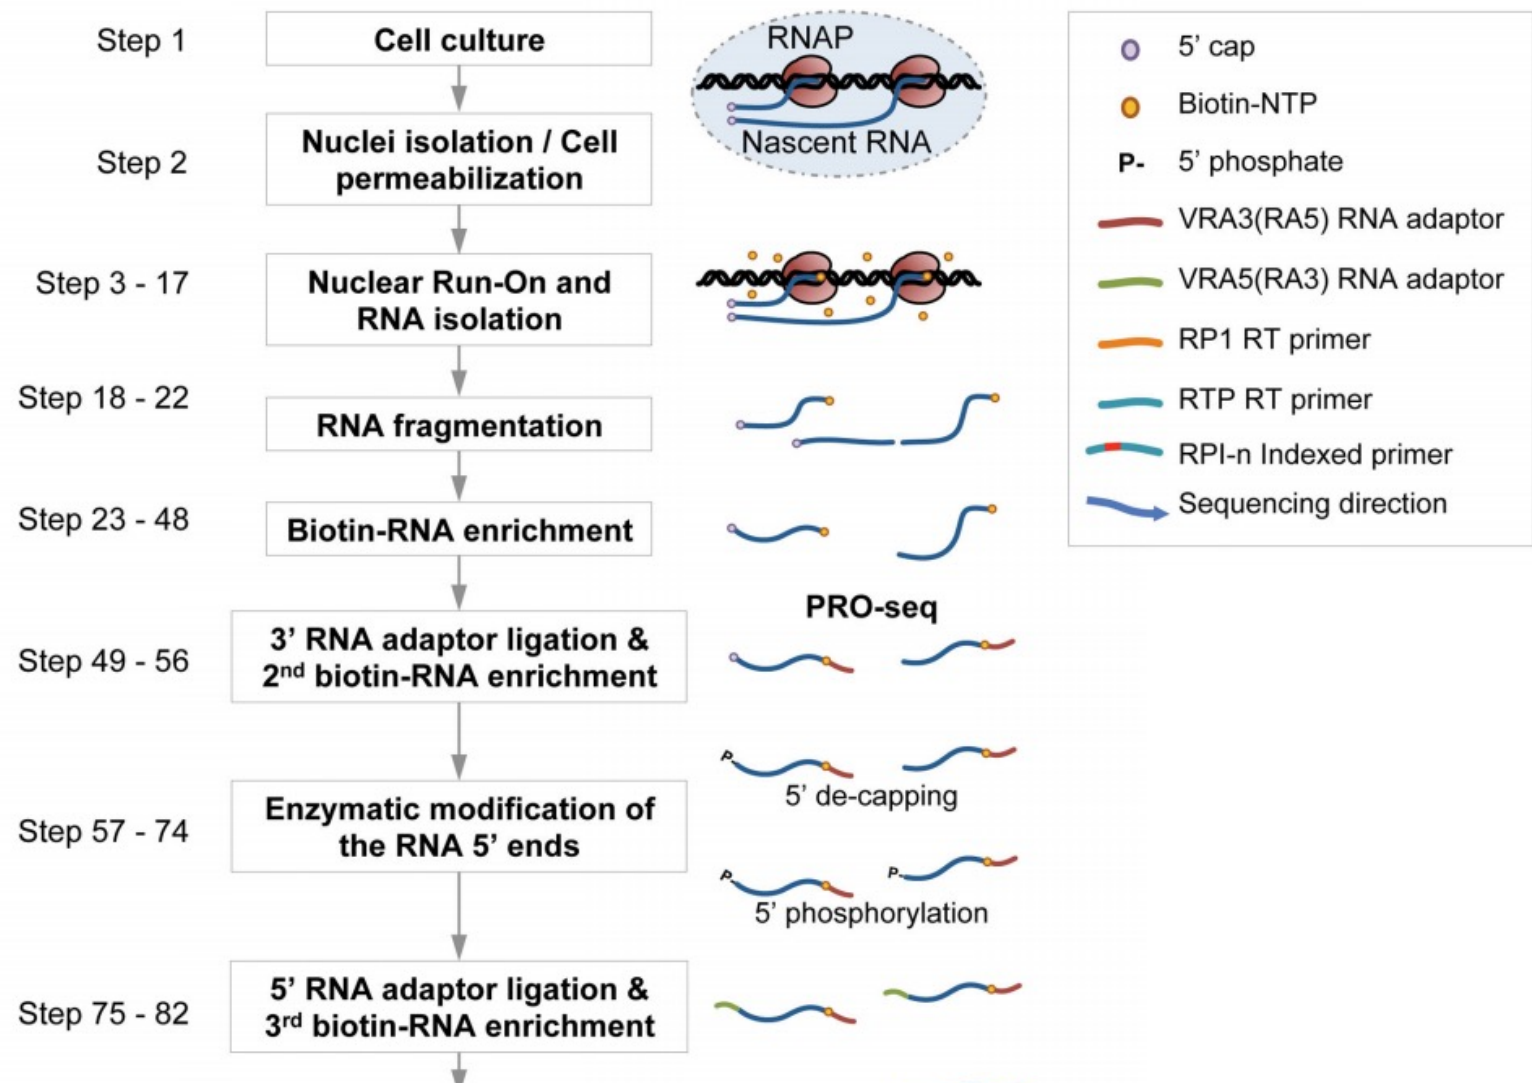 Step 1
Cell culture
RNAP
Nascent RNA
Step 2
Nuclei isolation / Cell
permeabilization
Step 3 - 17
Nuclear Run-On and
RNA isolation
Step 18 - 22
RNA fragmentation
Step 23 - 48
Biotin-RNA enrichment
PRO-seq
Step 49 - 56
3’ RNA adaptor ligation &
2nd biotin-RNA enrichment
P-
5’ de-capping
Step 57 - 74
Enzymatic modification of
the RNA 5’ ends
P-
P-
5’ phosphorylation
Step 75 - 82
5’ RNA adaptor ligation &
3rd biotin-RNA enrichment
5’ cap
Biotin-NTP
P- 5’ phosphate
VRA3(RA5) RNA adaptor
VRA5(RA3) RNA adaptor
RP1 RT primer
RTP RT primer
RPI-n Indexed primer
Sequencing direction